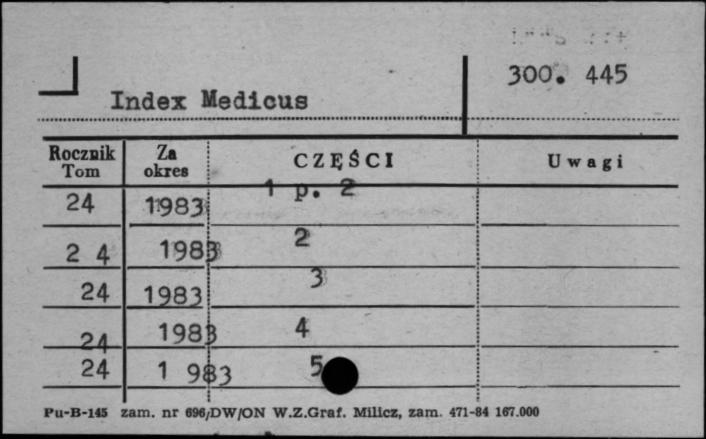 300. 445
Index Medicus
Rocznik Tom Za okres CZĘŚCI Uwagi
24 1983 1 p. 2
2 4 1983 2
24 1983 3
24 1983 4
24 1 983 5
Pu-B-145 zam. nr 696/DW/ON W.Z.Graf. Milicz, zam. 471-84 167.000